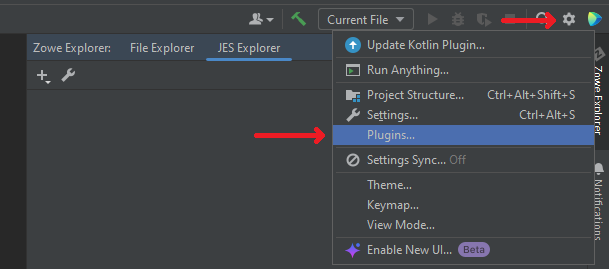 Current File
Zowe Explorer: File Explorer JES Explorer
Update Kotlin Plugin...
Run Anything...
Project Structure... Ctrl+Alt+Shift+S
Settings... Ctrl+Alt+S
Plugins...
Settings Sync... Off
Theme...
Keymap...
View Mode...
Enable New UI... Beta
Zowe Explorer
Notifications